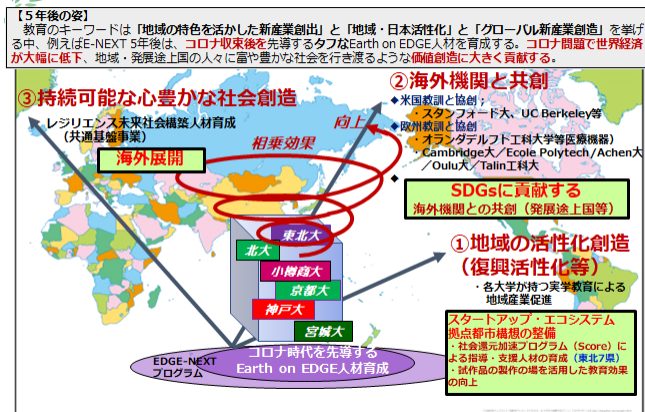 【５年後の姿】
教育のキーワードは「地域の特色を活かした新産業創出」と「地域・日本活性化」と「グローバル新産業創造」を挙げ
る中、例えばE-NEXT 5年後は、コロナ収束後を先導するタフなEarth on EDGE人材を育成する。コロナ問題で世界経済
が大幅に低下、地域・発展途上国の人々に富や豊かな社会を行き渡るような価値創造に大きく貢献する。
②海外機関と共創
◆米国教訓と協創；
・スタンフォード大、UC Berkeley等
◆欧州教訓と協創
・オランダデルフト工科大学等医療機器）
・Cambridge大／Ecole Polytech/Achen大
／Oulu大／Talin工科大
◆
SDGsに貢献する
海外機関との共創（発展途上国等）
③持続可能な心豊かな社会創造
レジリエンス未来社会構築人材育成
（共通基盤事業）
海外展開
向上
相乗効果
東北大
北大
小樽商大
京都大
神戸大
宮城大
①地域の活性化創造
（復興活性化等）
・各大学が持つ実学教育による
地域産業促進
スタートアップ・エコシステム
拠点都市構想の整備
・社会還元加速プログラム（Score）に
よる指導・支援人材の育成（東北7県）
・試作品の製作の場を活用した教育効果
の向上
EDGE-NEXT
プログラム
コロナ時代を先導する
Earth on EDGE人材育成